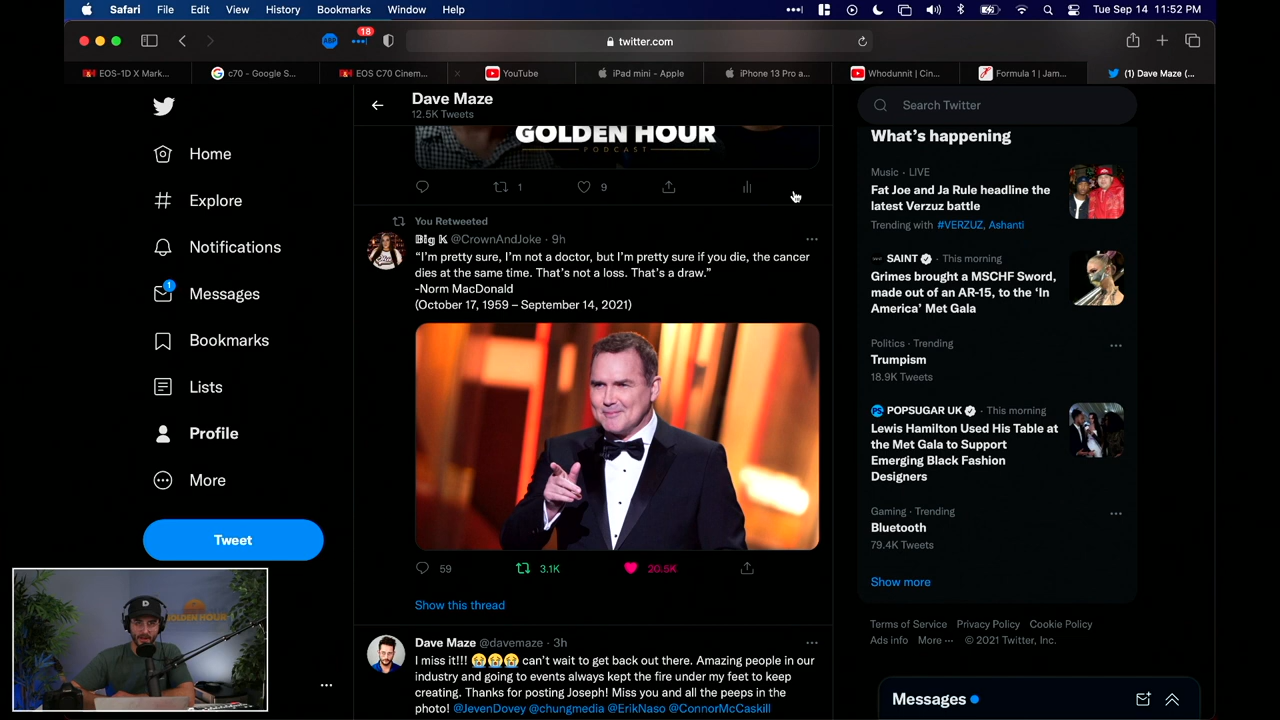 Safari File Edit View History Bookmarks Window Help
Tue Sep 14 11:52 PM
18
ABP
twitter.com
EOS-1D X Mark...
c70 - Google S...
EOS C70 Cinem...
YouTube
iPad mini - Apple
iPhone 13 Pro a...
Whodunnit | Cin...
Formula 1 | Jam...
(1) Dave Maze (...
Home
Explore
Notifications
1
Messages
Bookmarks
Lists
Profile
More
Tweet
Dave Maze
12.5K Tweets
GOLDEN HOUR
PODCAST
1 9
You Retweeted
Big K @CrownAndJoke · 9h
“I’m pretty sure, I’m not a doctor, but I’m pretty sure if you die, the cancer
dies at the same time. That’s not a loss. That’s a draw.”
-Norm MacDonald
(October 17, 1959 – September 14, 2021)
59 3.1K 20.5K
Show this thread
Dave Maze @davemaze · 3h
I miss it!!! 😭😭😭 can’t wait to get back out there. Amazing people in our
industry and going to events always kept the fire under my feet to keep
creating. Thanks for posting Joseph! Miss you and all the peeps in the
photo! @JevenDovey @chungmedia @ErikNaso @ConnorMcCaskill
Search Twitter
What’s happening
Music · LIVE
Fat Joe and Ja Rule headline the
latest Verzuz battle
Trending with #VERZUZ, Ashanti
SAINT · This morning
Grimes brought a MSCHF Sword,
made out of an AR-15, to the ‘In
America’ Met Gala
Politics · Trending
Trumpism
18.9K Tweets
POPSUGAR UK · This morning
Lewis Hamilton Used His Table at
the Met Gala to Support
Emerging Black Fashion
Designers
Gaming · Trending
Bluetooth
79.4K Tweets
Show more
Terms of Service Privacy Policy Cookie Policy
Ads info More ··· © 2021 Twitter, Inc.
Messages
D
GOLDEN HOUR